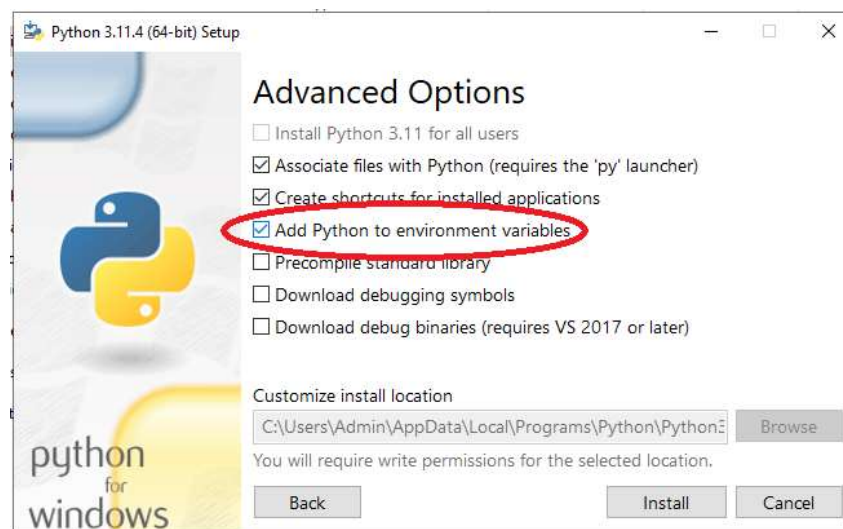 Python 3.11.4 (64-bit) Setup
Advanced Options
Install Python 3.11 for all users
Associate files with Python (requires the 'py' launcher)
Create shortcuts for installed applications
Add Python to environment variables
Precompile standard library
Download debugging symbols
Download debug binaries (requires VS 2017 or later)
Customize install location
C:\Users\Admin\AppData\Local\Programs\Python\Python3
Browse
You will require write permissions for the selected location.
python
for
windows
Back
Install
Cancel